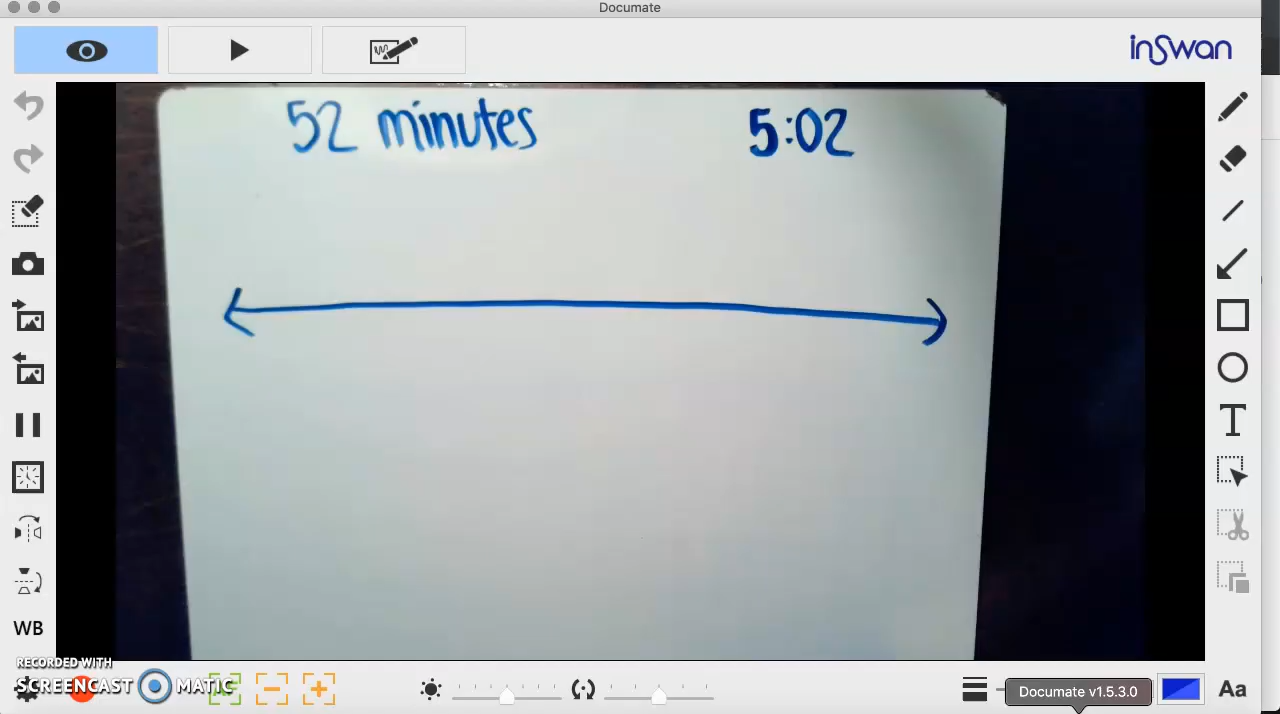 Documate
inSwan
52 minutes 5:02
WB
RECORDED WITH
SCREENCAST MATIC
Documate v1.5.3.0
Aa